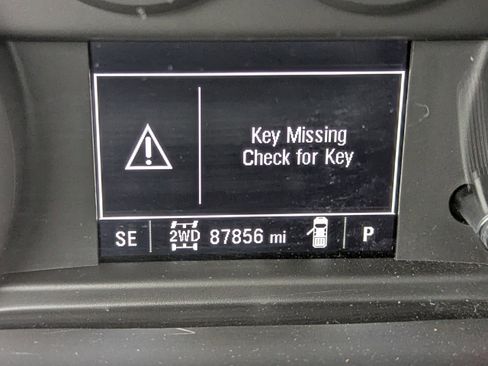 Key Missing
Check for Key
SE 2WD 87856 mi P